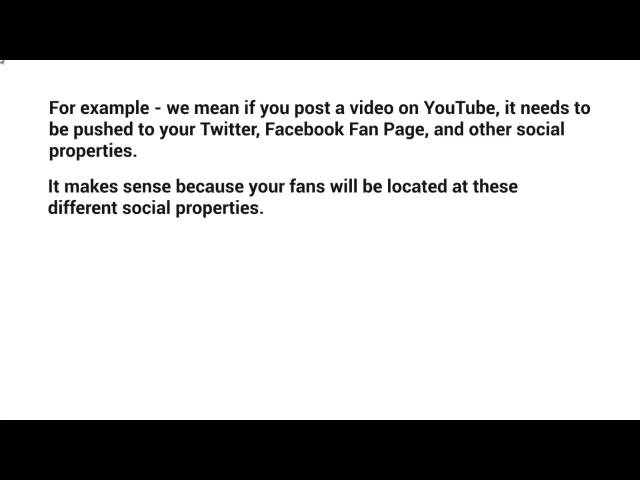 For example - we mean if you post a video on YouTube, it needs to
be pushed to your Twitter, Facebook Fan Page, and other social
properties.
It makes sense because your fans will be located at these
different social properties.